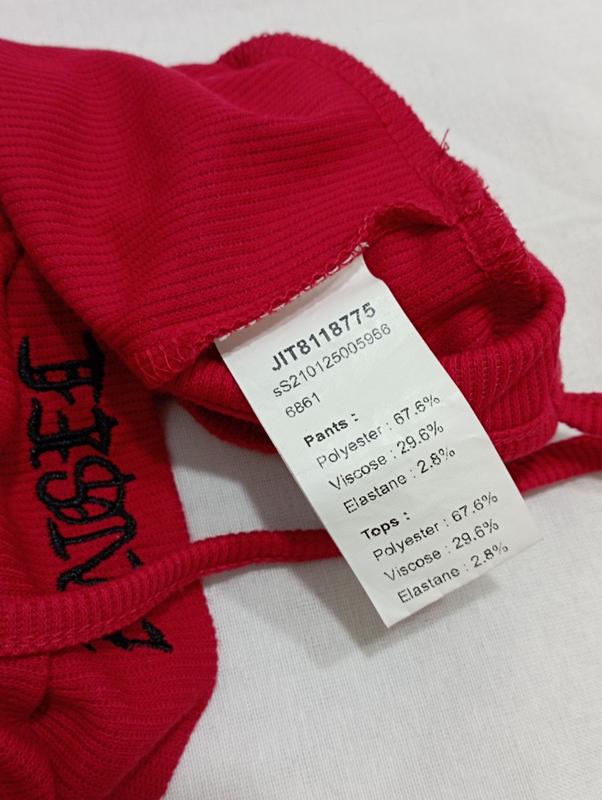 JIT8118775
sS210125005966
6861
Pants :
Polyester : 67.6%
Viscose : 29.6%
Elastane : 2.8%
Tops :
Polyester : 67.6%
Viscose : 29.6%
Elastane : 2.8%